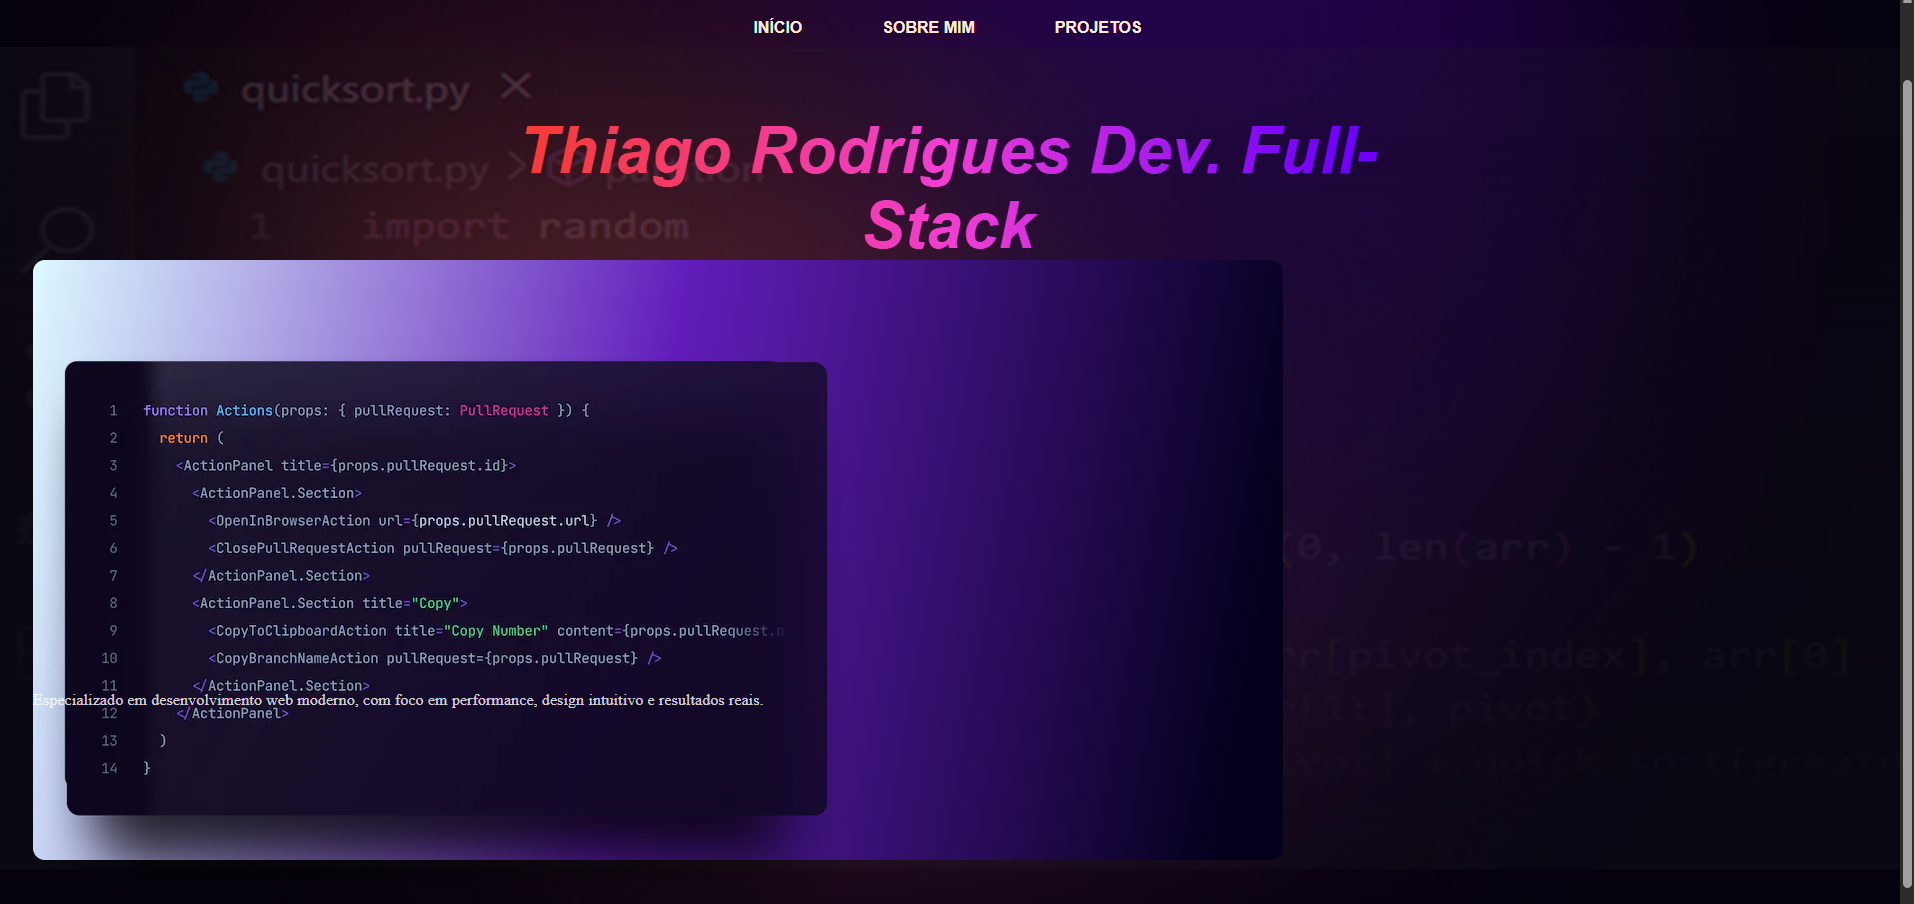 INÍCIO SOBRE MIM PROJETOS
quicksort.py
quicksort.py > partition
1 import random
Thiago Rodrigues Dev. Full-
Stack
1 function Actions(props: { pullRequest: PullRequest }) {
2 return (
3 <ActionPanel title={props.pullRequest.id}>
4 <ActionPanel.Section>
5 <OpenInBrowserAction url={props.pullRequest.url} />
6 <ClosePullRequestAction pullRequest={props.pullRequest} />
7 </ActionPanel.Section>
8 <ActionPanel.Section title="Copy">
9 <CopyToClipboardAction title="Copy Number" content={props.pullRequest.n
10 <CopyBranchNameAction pullRequest={props.pullRequest} />
11 </ActionPanel.Section>
Especializado em desenvolvimento web moderno, com foco em performance, design intuitivo e resultados reais.
12 </ActionPanel>
13 )
14 }
(0, len(arr) - 1)
rr[pivot_index], arr[0]
r[1:], pivot)
vot] + quick_sort(greate